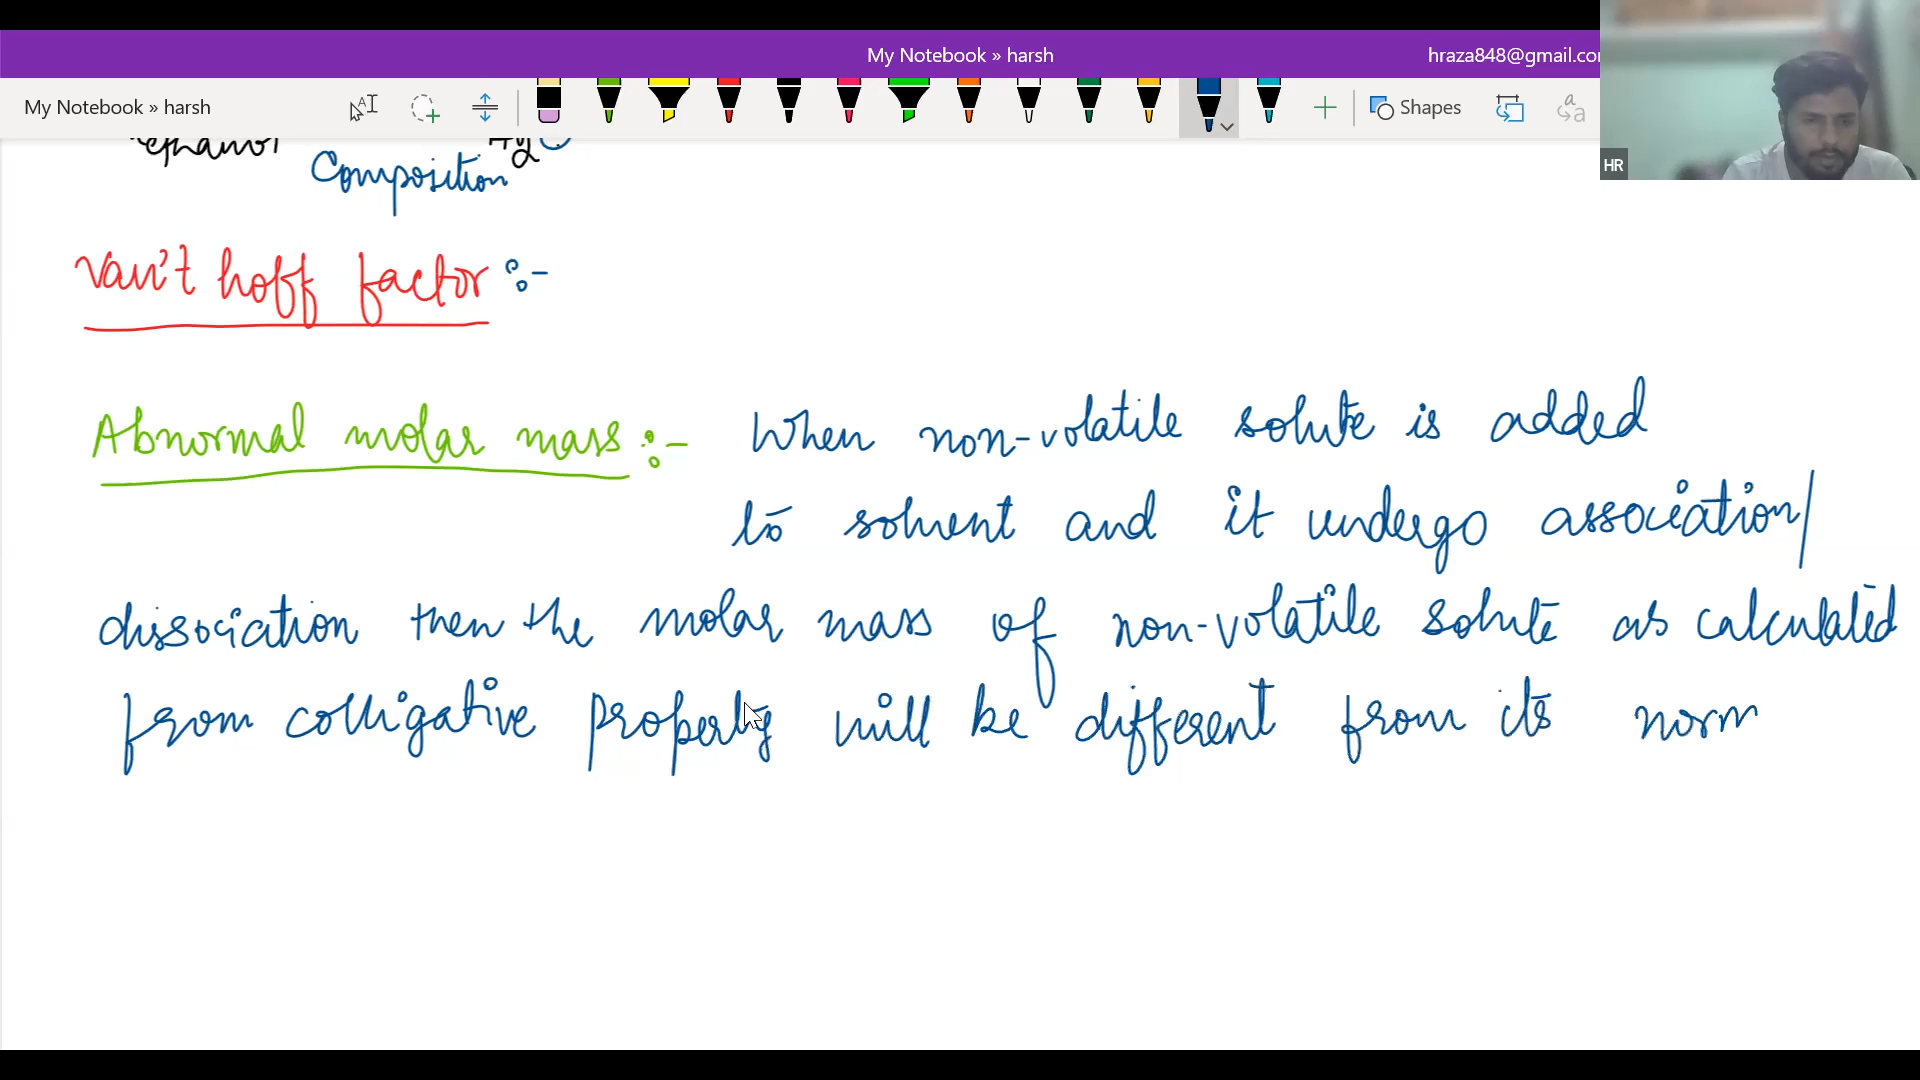 My Notebook » harsh
hraza848@gmail.co
My Notebook » harsh
Shapes
HR
ethanol
Composition
Van't hoff factor :-
Abnormal molar mass :- When non-volatile solute is added
to solvent and it undergo association/
dissociation then the molar mass of non-volatile solute as calculated
from colligative property will be different from its norm